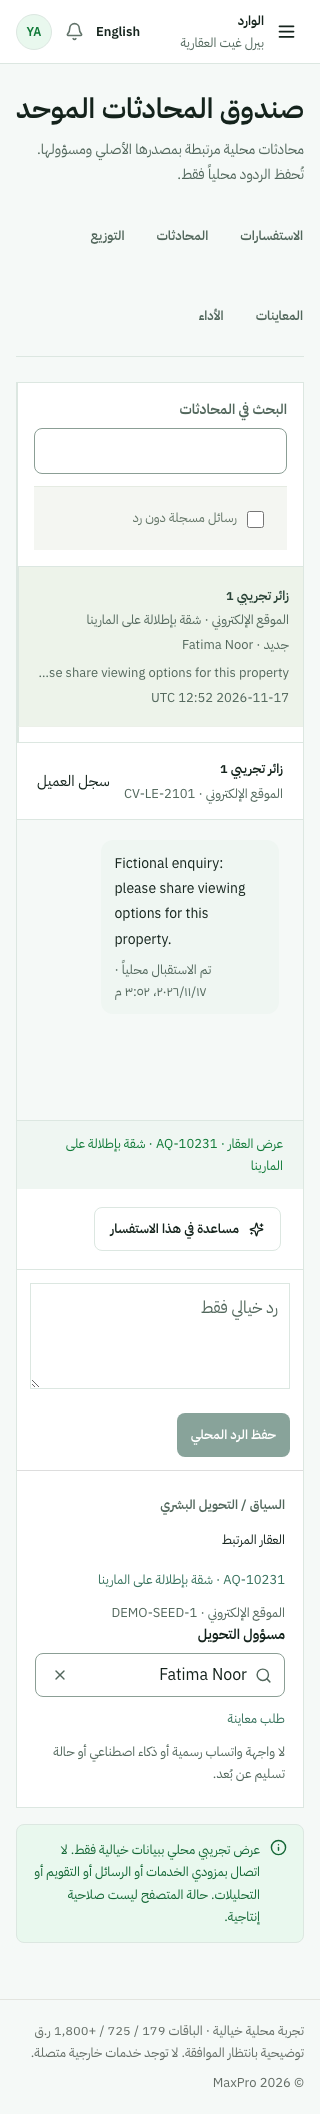 الوارد
بيرل غيت العقارية
English
YA
صندوق المحادثات الموحد
محادثات محلية مرتبطة بمصدرها الأصلي ومسؤولها.
تُحفظ الردود محلياً فقط.
الاستفسارات
المحادثات
التوزيع
المعاينات
الأداء
البحث في المحادثات
رسائل مسجلة دون رد
زائر تجريبي 1
الموقع الإلكتروني · شقة بإطلالة على المارينا
جديد · Fatima Noor
...se share viewing options for this property
2026-11-17 12:52 UTC
زائر تجريبي 1
الموقع الإلكتروني · CV-LE-2101
سجل العميل
Fictional enquiry:
please share viewing
options for this
property.
تم الاستقبال محلياً ·
١٧‏/١١‏/٢٠٢٦، ٣:٥٢ م
عرض العقار · AQ-10231 · شقة بإطلالة على
المارينا
مساعدة في هذا الاستفسار
رد خيالي فقط
حفظ الرد المحلي
السياق / التحويل البشري
العقار المرتبط
AQ-10231 · شقة بإطلالة على المارينا
الموقع الإلكتروني · DEMO-SEED-1
مسؤول التحويل
Fatima Noor
طلب معاينة
لا واجهة واتساب رسمية أو ذكاء اصطناعي أو حالة
تسليم عن بُعد.
عرض تجريبي محلي ببيانات خيالية فقط. لا
اتصال بمزودي الخدمات أو الرسائل أو التقويم أو
التحليلات. حالة المتصفح ليست صلاحية
إنتاجية.
تجربة محلية خيالية · الباقات 179 / 725 / +1,800 ر.ق
توضيحية بانتظار الموافقة. لا توجد خدمات خارجية متصلة.
© 2026 MaxPro